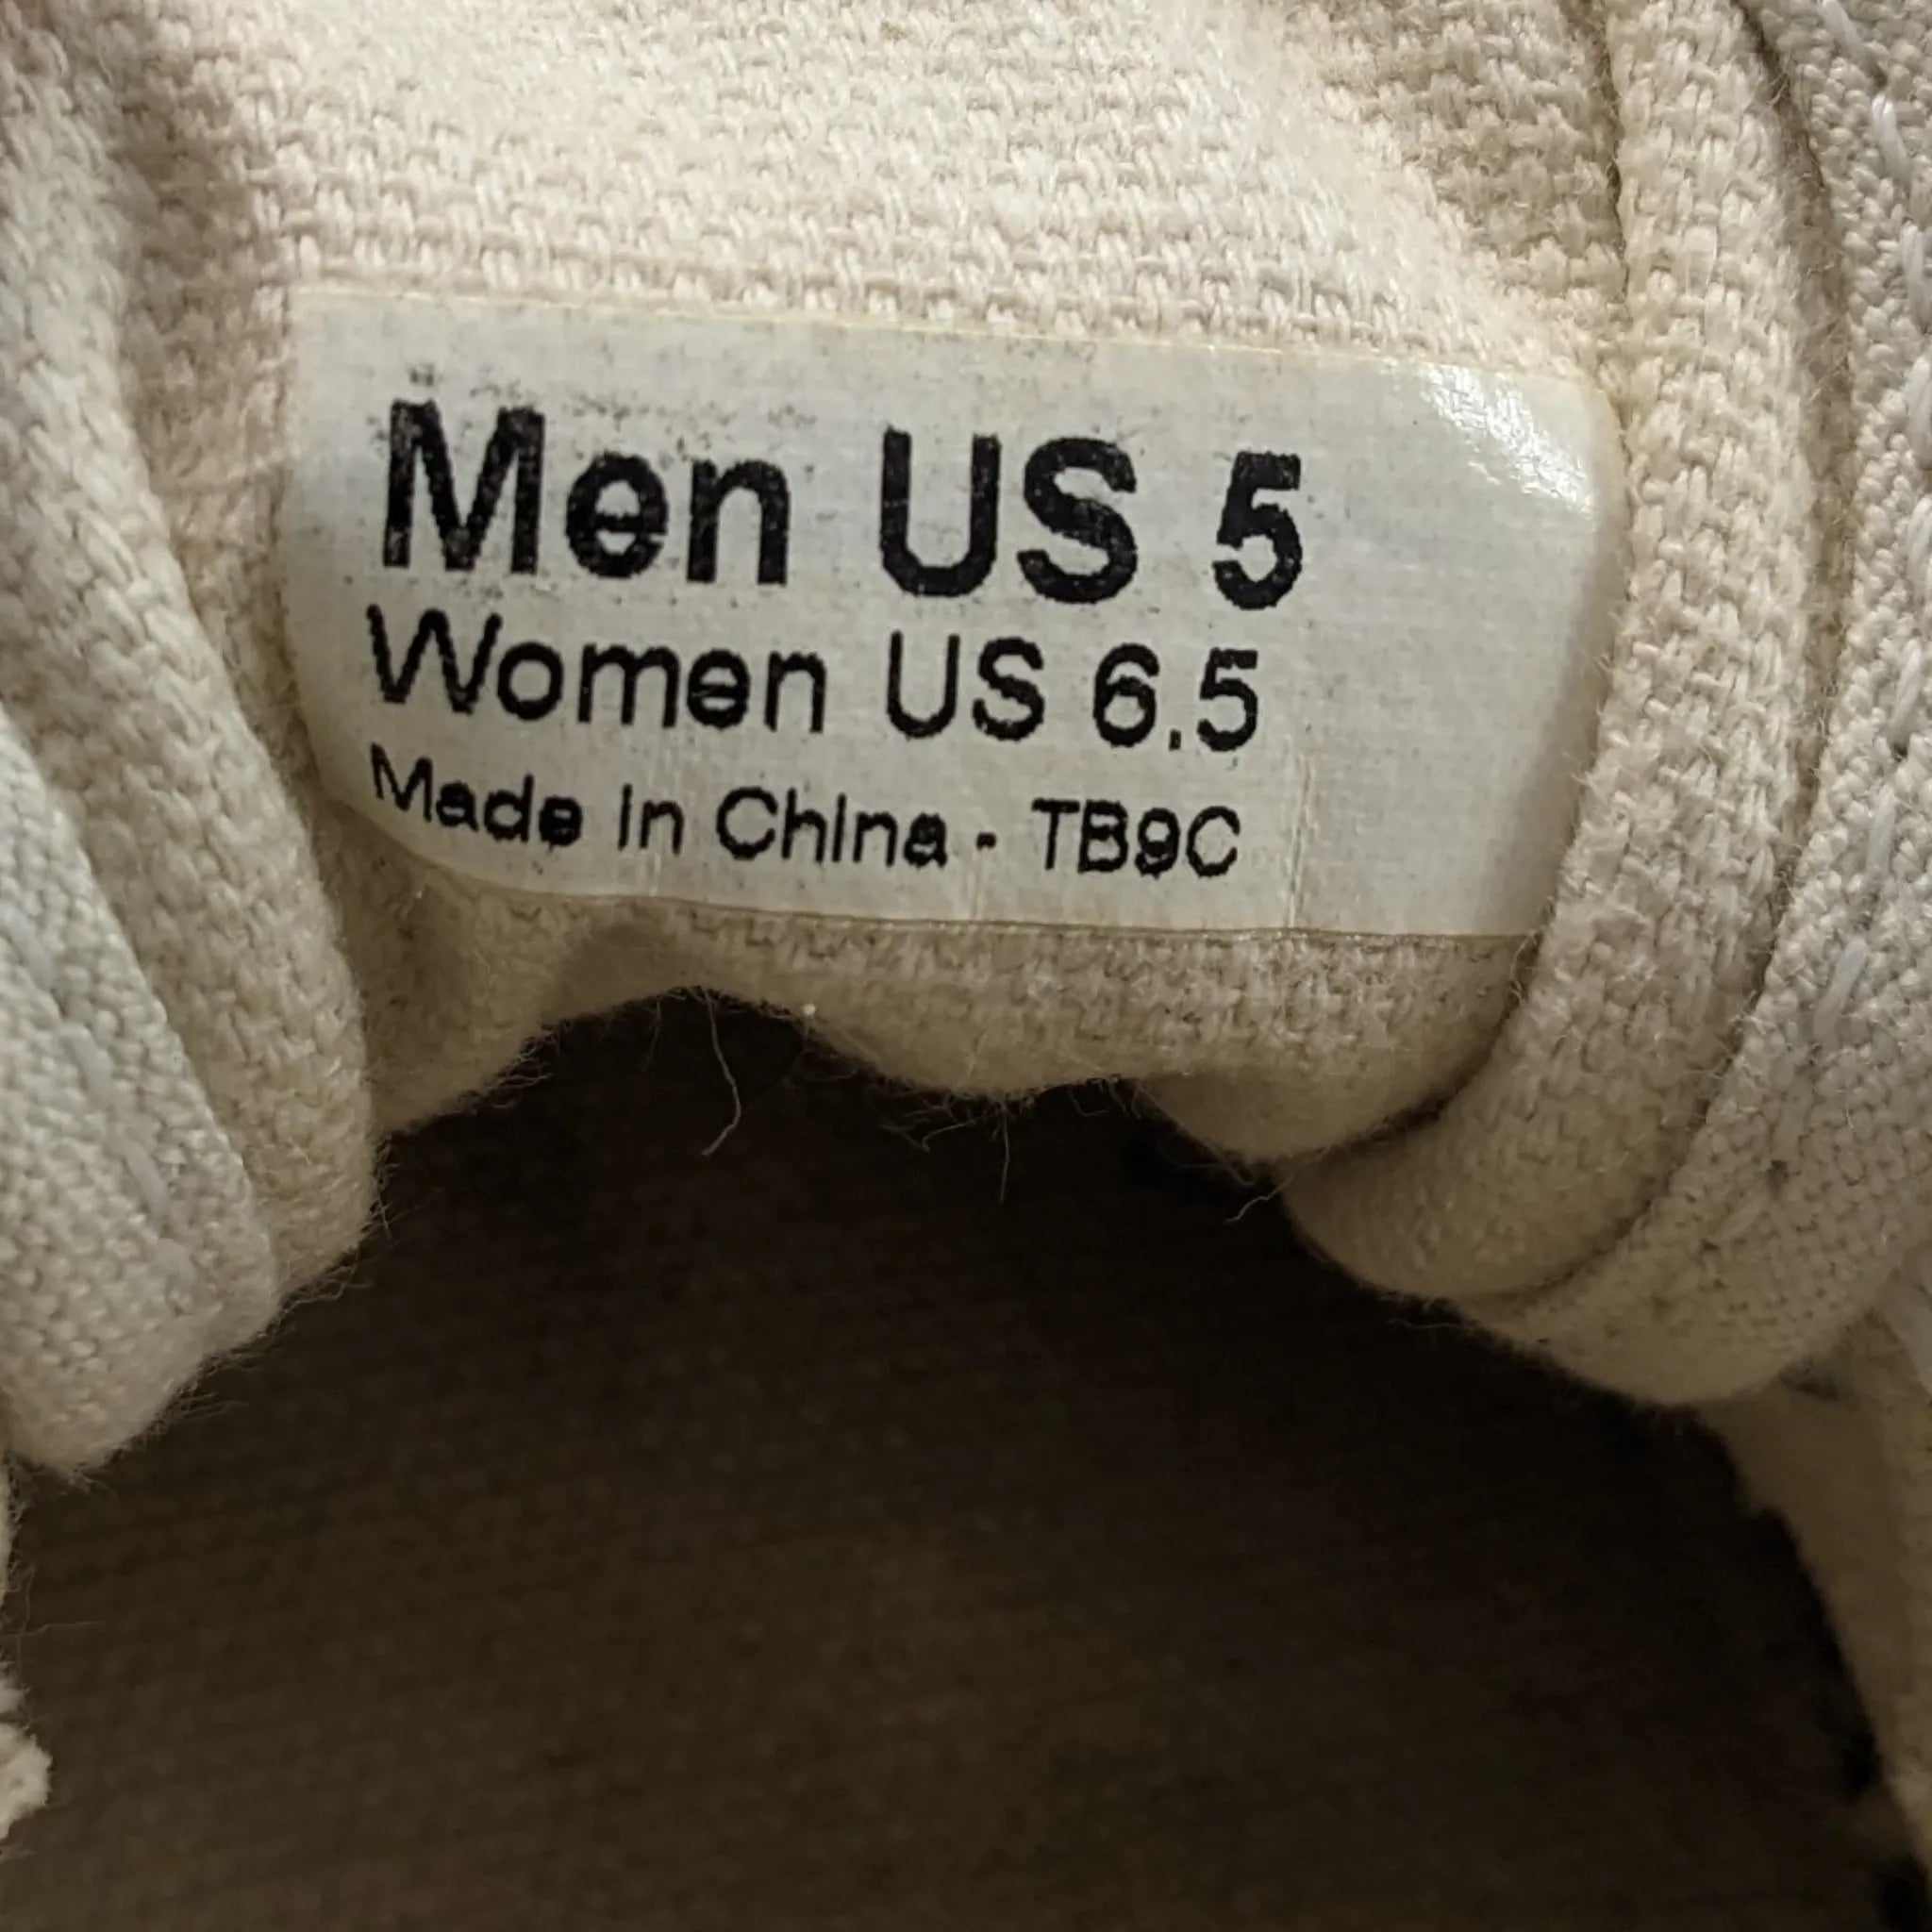 Men US 5
Women US 6.5
Made in China - TB9C